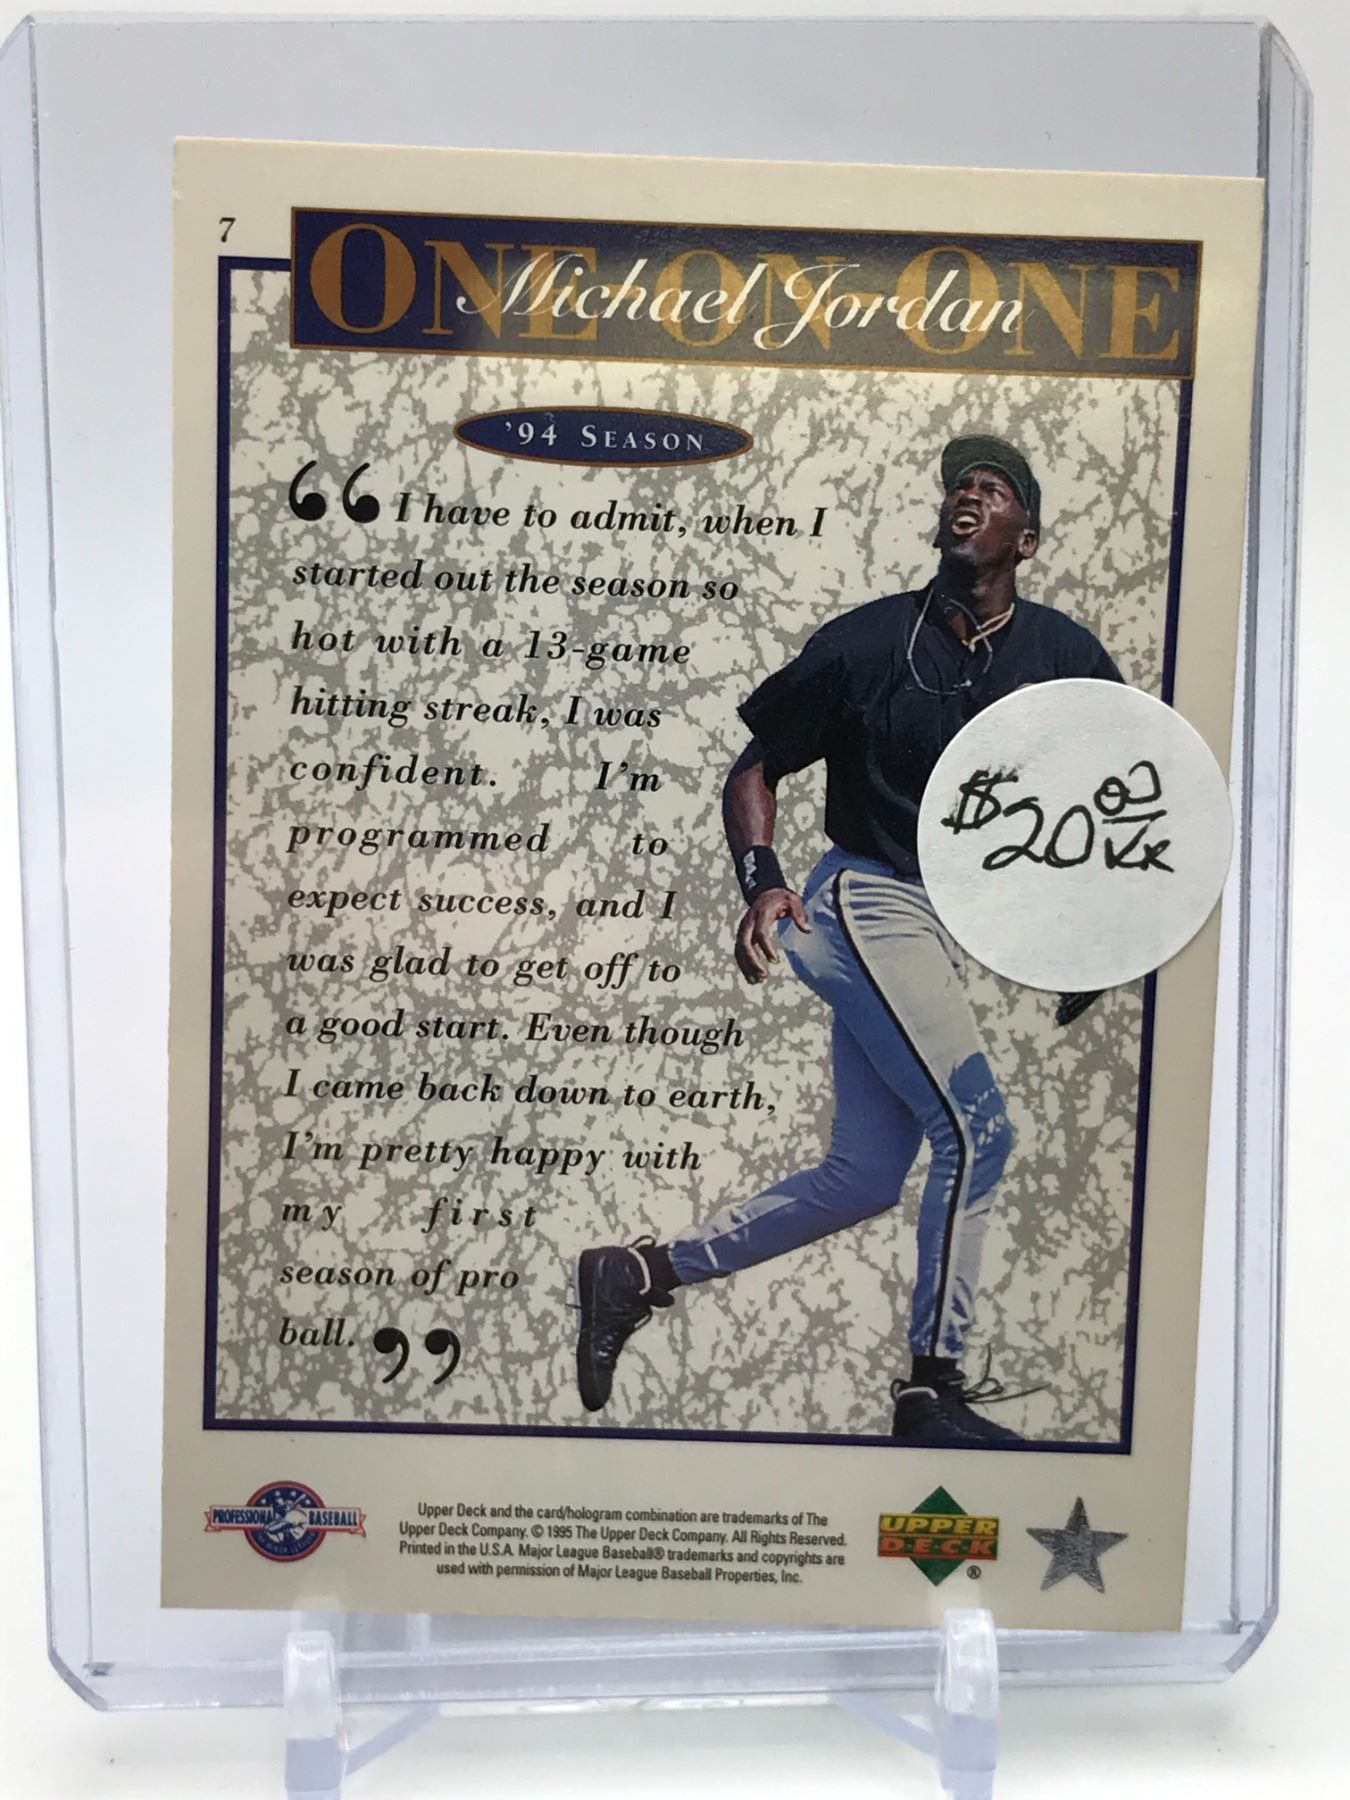 7
ONE-ON-ONE
Michael Jordan
'94 SEASON
“ I have to admit, when I
started out the season so
hot with a 13-game
hitting streak, I was
confident. I'm
programmed to
expect success, and I
was glad to get off to
a good start. Even though
I came back down to earth,
I'm pretty happy with
my first
season of pro
ball. ”
$20 00
KK
PROFESSIONAL BASEBALL
Upper Deck and the card/hologram combination are trademarks of The
Upper Deck Company. © 1995 The Upper Deck Company. All Rights Reserved.
Printed in the U.S.A. Major League Baseball® trademarks and copyrights are
used with permission of Major League Baseball Properties, Inc.
UPPER
D·E·C·K
®